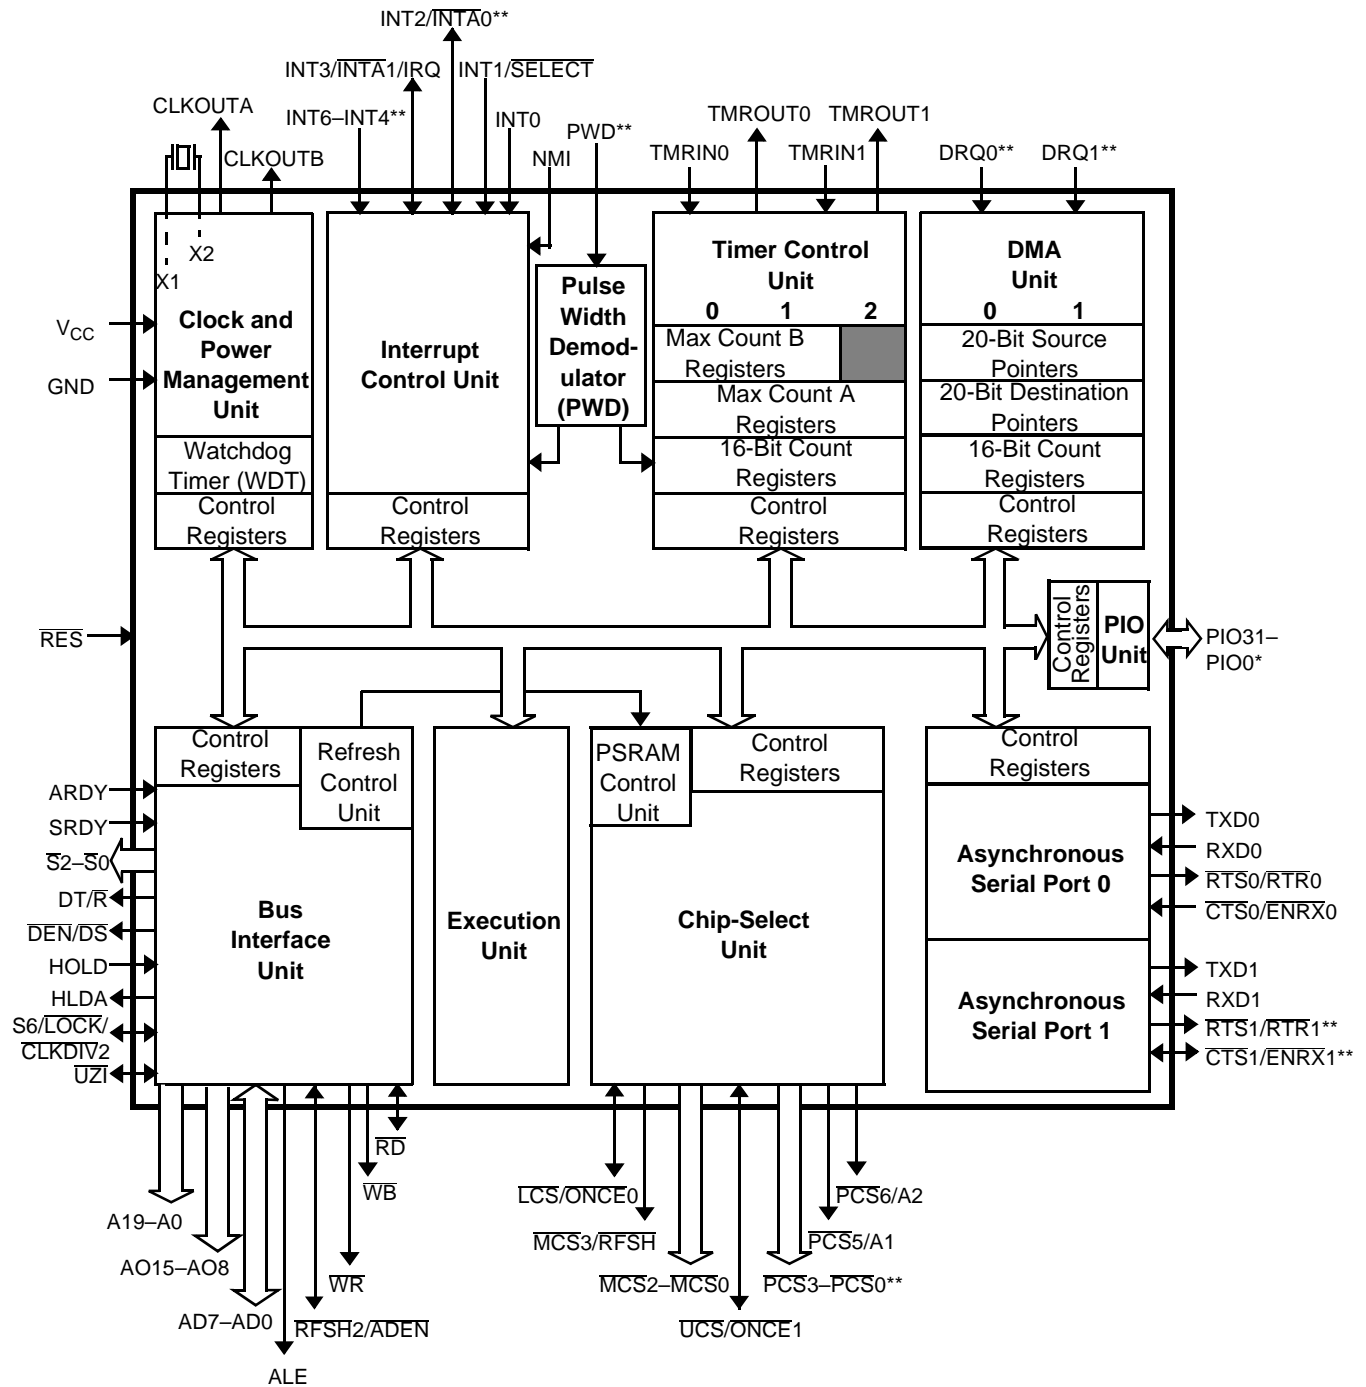 INT2/INTA0**
INT3/INTA1/IRQ
INT1/SELECT
CLKOUTA
INT6–INT4**
INT0
PWD**
TMROUT0
TMROUT1
CLKOUTB
NMI
TMRIN0
TMRIN1
DRQ0**
DRQ1**
X2
X1
VCC
GND
Clock and
Power
Management
Unit
Watchdog
Timer (WDT)
Control
Registers
Interrupt
Control Unit
Control
Registers
Pulse
Width
Demod-
ulator
(PWD)
Timer Control
Unit
0 1 2
Max Count B
Registers
Max Count A
Registers
16-Bit Count
Registers
Control
Registers
DMA
Unit
0 1
20-Bit Source
Pointers
20-Bit Destination
Pointers
16-Bit Count
Registers
Control
Registers
RES
Control
Registers
PIO
Unit
PIO31–
PIO0*
Control
Registers
Refresh
Control
Unit
Bus
Interface
Unit
Execution
Unit
PSRAM
Control
Unit
Control
Registers
Chip-Select
Unit
Control
Registers
Asynchronous
Serial Port 0
Asynchronous
Serial Port 1
ARDY
SRDY
S2–S0
DT/R
DEN/DS
HOLD
HLDA
S6/LOCK/
CLKDIV2
UZI
TXD0
RXD0
RTS0/RTR0
CTS0/ENRX0
TXD1
RXD1
RTS1/RTR1**
CTS1/ENRX1**
RD
WB
A19–A0
AO15–AO8
WR
AD7–AD0
RFSH2/ADEN
ALE
LCS/ONCE0
PCS6/A2
MCS3/RFSH
PCS5/A1
MCS2–MCS0
PCS3–PCS0**
UCS/ONCE1